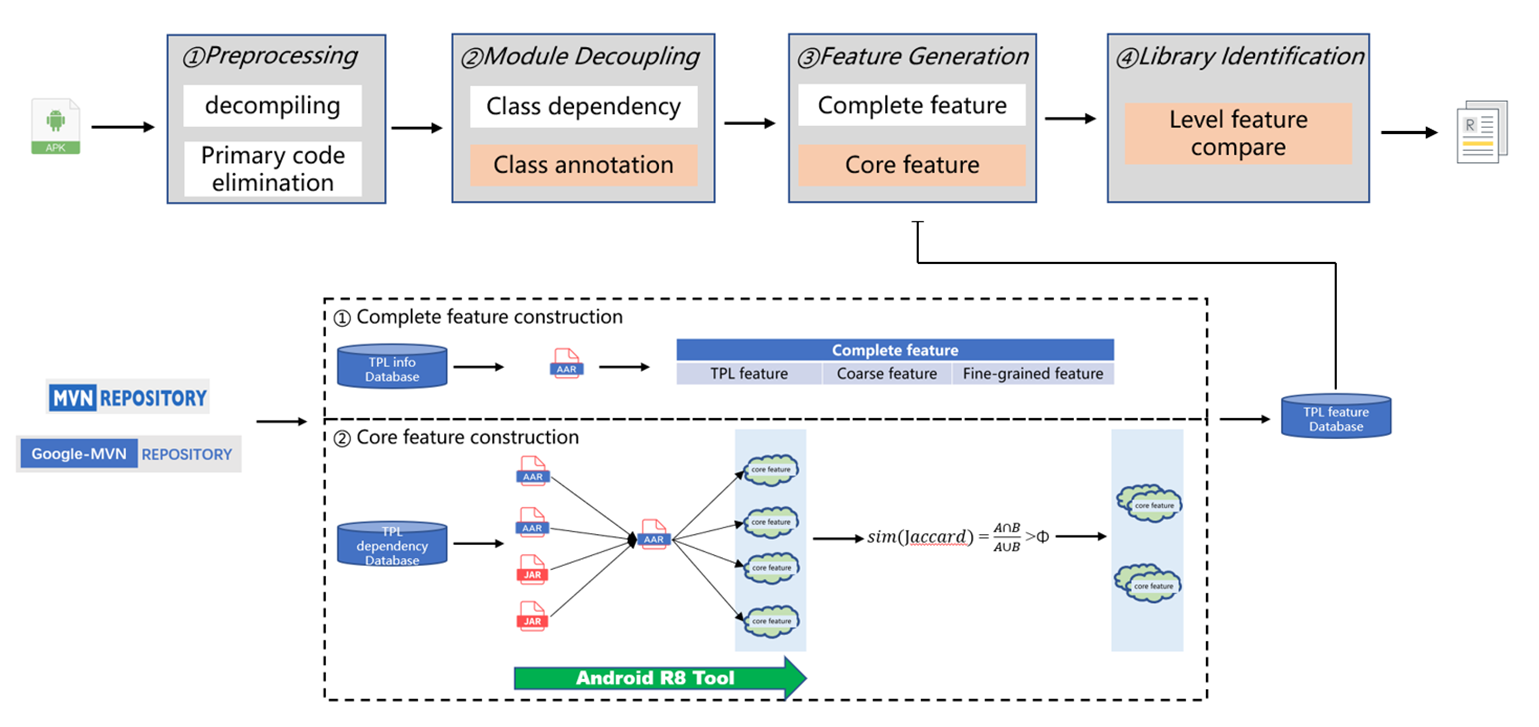 ①Preprocessing
decompiling
Primary code
elimination
②Module Decoupling
Class dependency
Class annotation
③Feature Generation
Complete feature
Core feature
④Library Identification
Level feature
compare
APK
R
① Complete feature construction
TPL info
Database
AAR
Complete feature
TPL feature
Coarse feature
Fine-grained feature
MVN REPOSITORY
Google-MVN REPOSITORY
TPL feature
Database
② Core feature construction
TPL
dependency
Database
AAR
AAR
JAR
JAR
AAR
core feature
core feature
core feature
core feature
sim(Jaccard) = A∩B / A∪B >Φ
core feature
core feature
Android R8 Tool